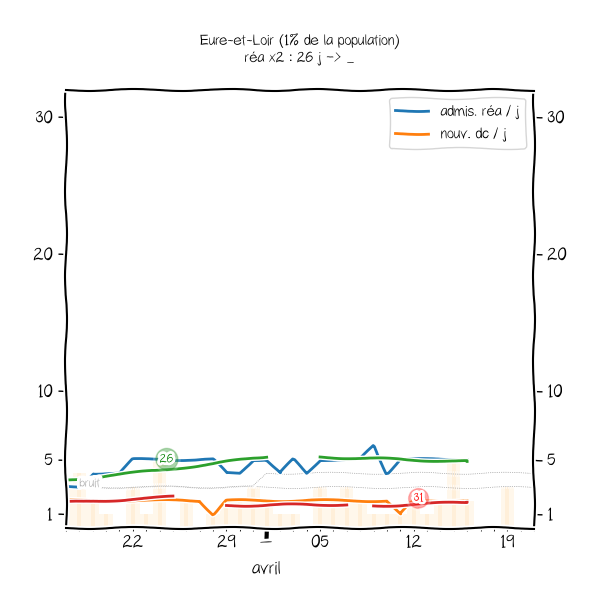 Eure-et-Loir (1% de la population)
réa x2 : 26 j -> _
admis. réa / j
nouv. dc / j
30 30
20 20
10 10
5 5
1 1
26
bruit
31
22 29 _ 05 12 19
avril